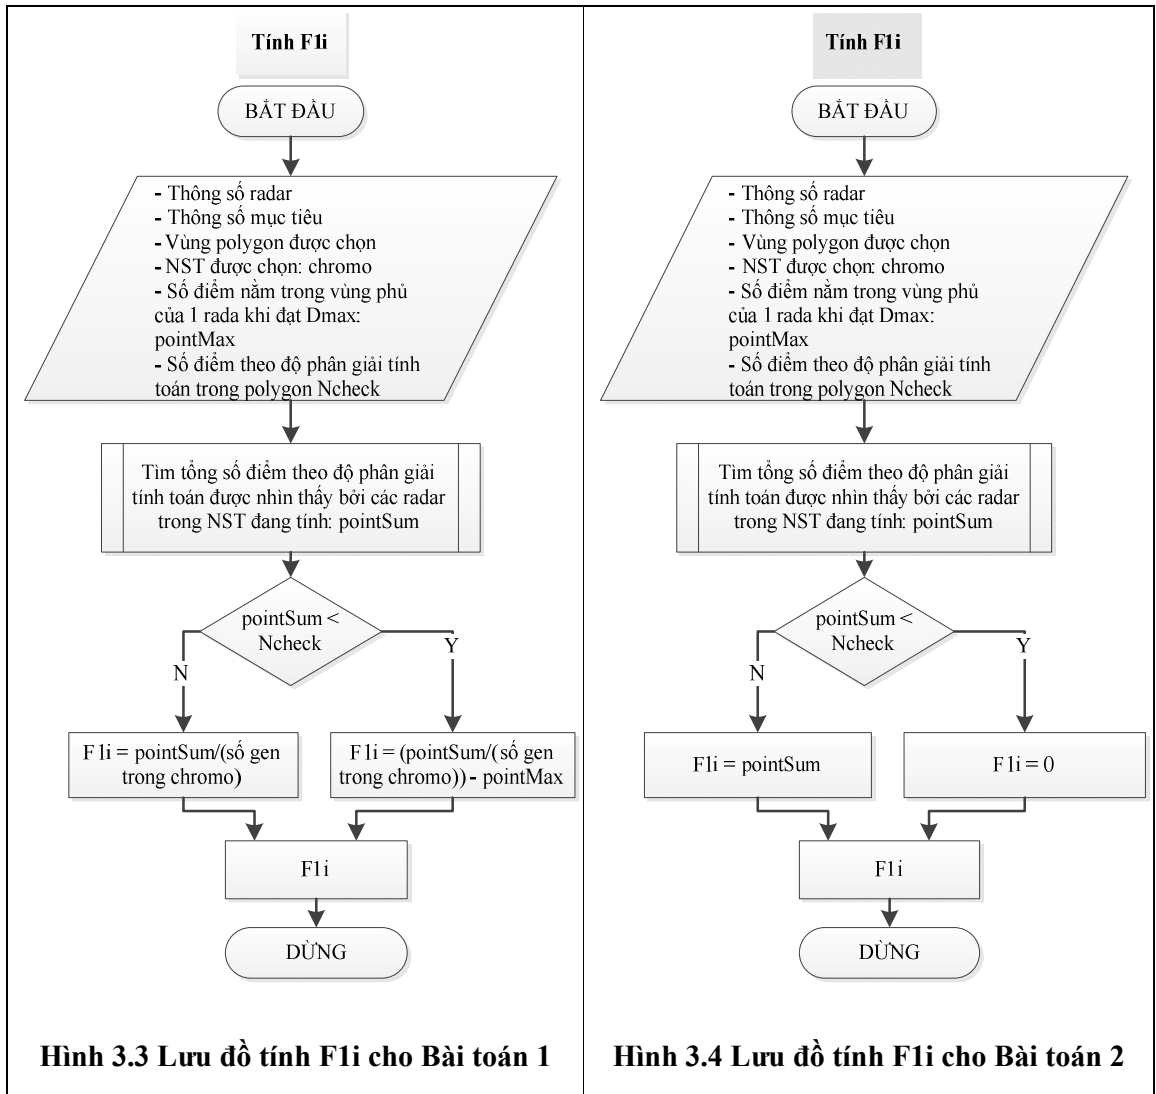 Tính F1i
BẮT ĐẦU
- Thông số radar
- Thông số mục tiêu
- Vùng polygon được chọn
- NST được chọn: chromo
- Số điểm nằm trong vùng phủ
của 1 rada khi đạt Dmax:
pointMax
- Số điểm theo độ phân giải tính
toán trong polygon Ncheck
Tìm tổng số điểm theo độ phân giải
tính toán được nhìn thấy bởi các radar
trong NST đang tính: pointSum
pointSum <
Ncheck
N
Y
F1i = pointSum/(số gen
trong chromo)
F1i = (pointSum/(số gen
trong chromo)) - pointMax
F1i
DỪNG
Hình 3.3 Lưu đồ tính F1i cho Bài toán 1
Tính F1i
BẮT ĐẦU
- Thông số radar
- Thông số mục tiêu
- Vùng polygon được chọn
- NST được chọn: chromo
- Số điểm nằm trong vùng phủ
của 1 rada khi đạt Dmax:
pointMax
- Số điểm theo độ phân giải tính
toán trong polygon Ncheck
Tìm tổng số điểm theo độ phân giải
tính toán được nhìn thấy bởi các radar
trong NST đang tính: pointSum
pointSum <
Ncheck
N
Y
F1i = pointSum
F1i = 0
F1i
DỪNG
Hình 3.4 Lưu đồ tính F1i cho Bài toán 2